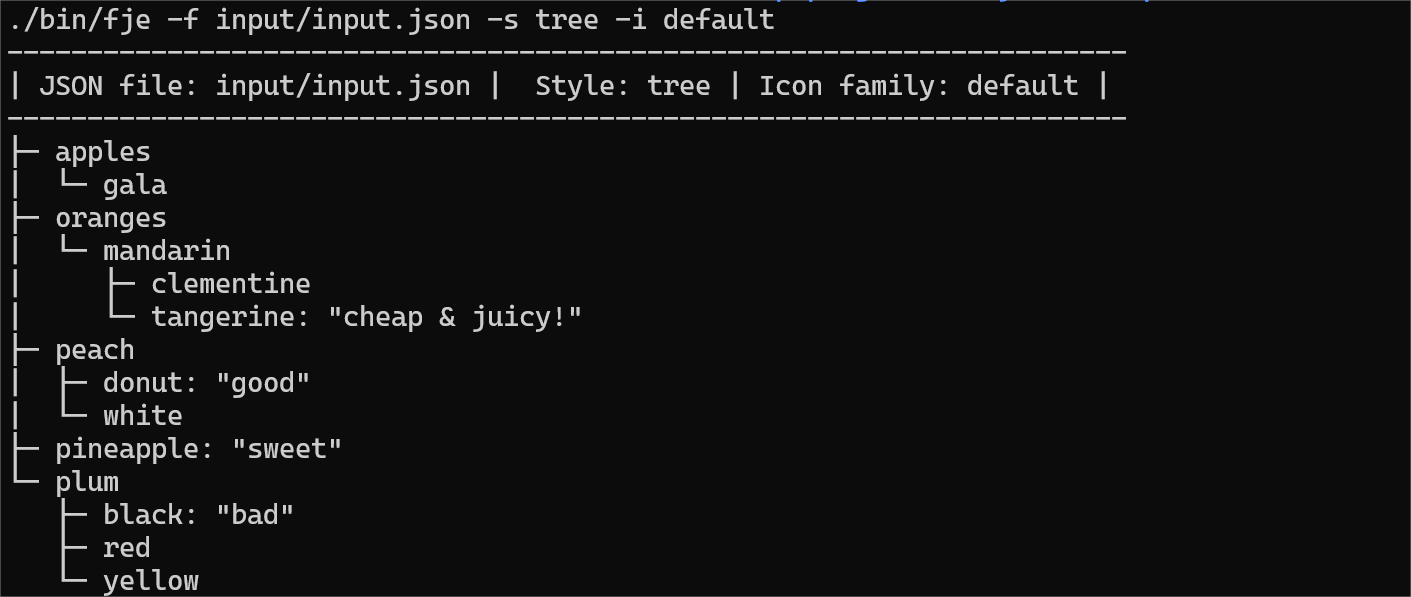 ./bin/fje -f input/input.json -s tree -i default
----------------------------------------------------------------------
| JSON file: input/input.json |  Style: tree | Icon family: default |
----------------------------------------------------------------------
├─ apples
│  └─ gala
├─ oranges
│  └─ mandarin
│     ├─ clementine
│     └─ tangerine: "cheap & juicy!"
├─ peach
│  ├─ donut: "good"
│  └─ white
├─ pineapple: "sweet"
└─ plum
   ├─ black: "bad"
   ├─ red
   └─ yellow